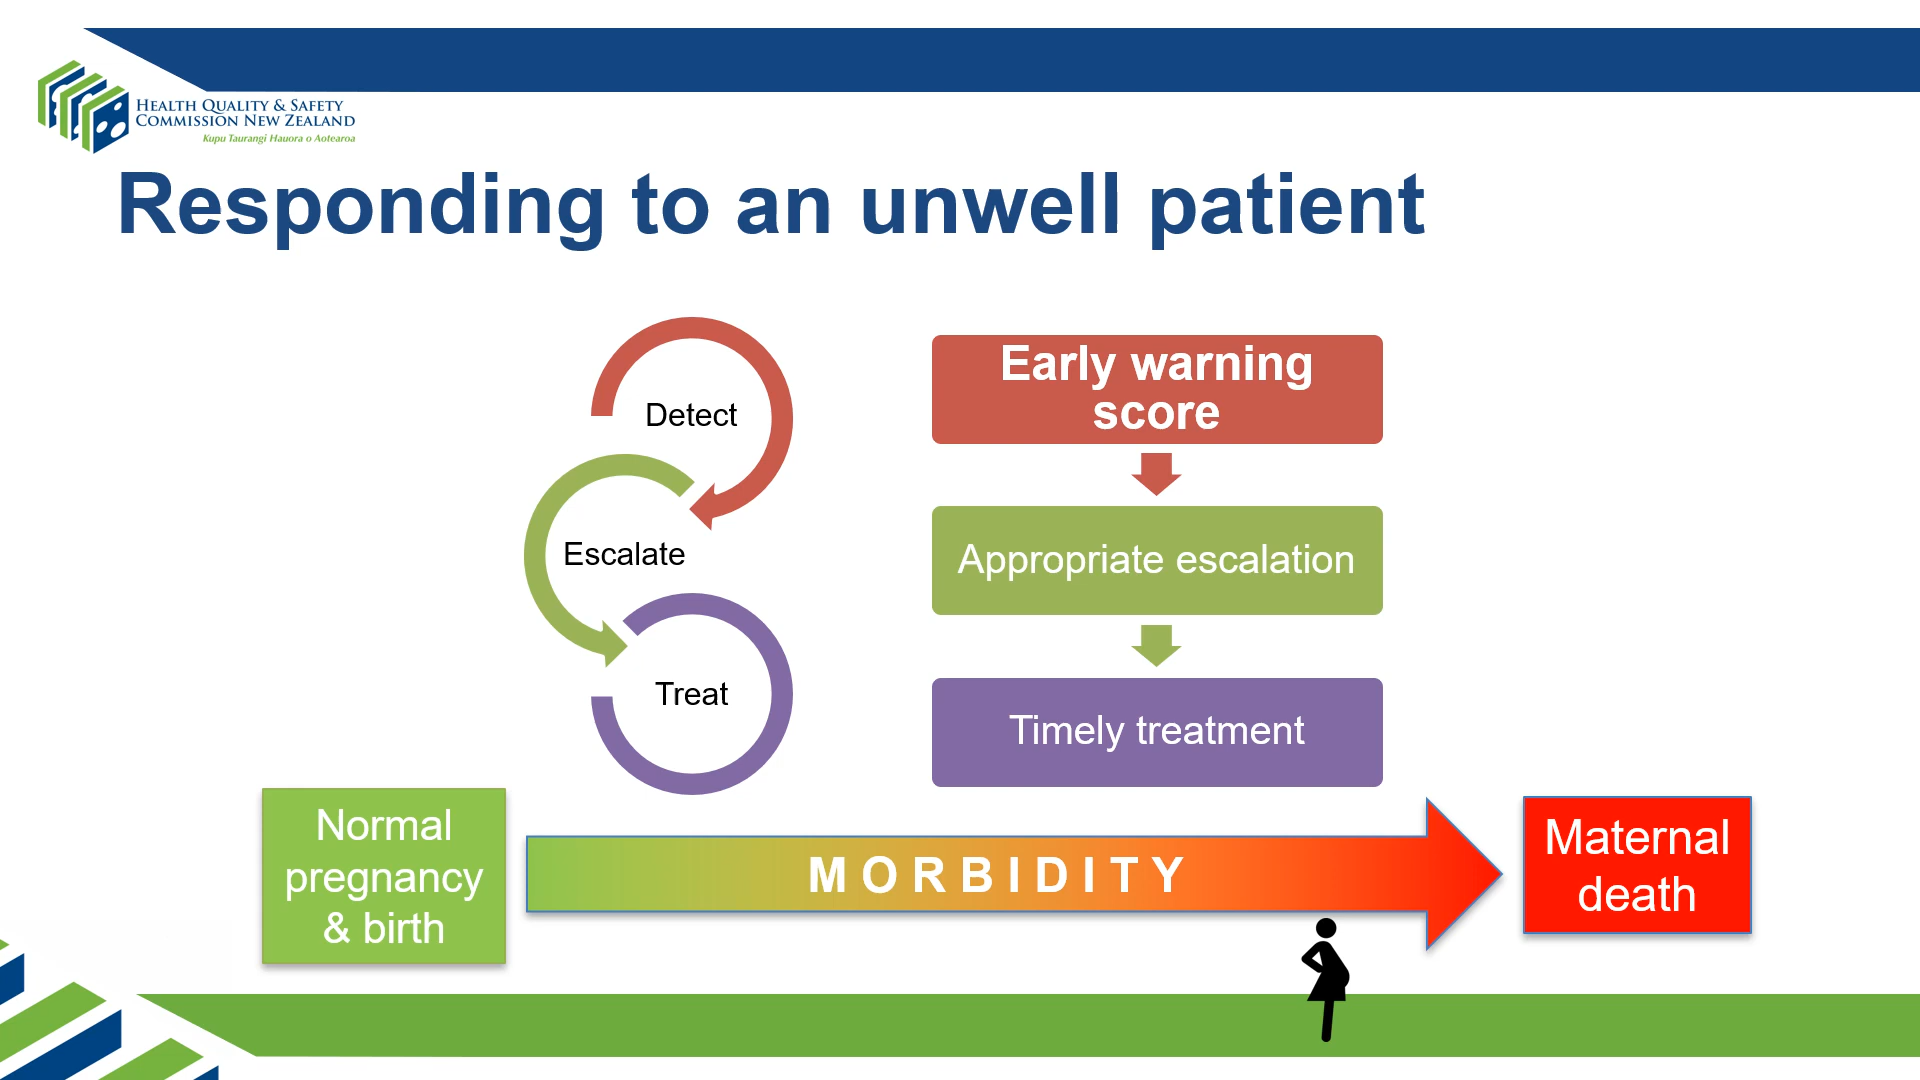 HEALTH QUALITY & SAFETY
COMMISSION NEW ZEALAND
Kupu Taurangi Hauora o Aotearoa
Responding to an unwell patient
Detect
Escalate
Treat
Early warning
score
Appropriate escalation
Timely treatment
Normal
pregnancy
& birth
MORBIDITY
Maternal
death